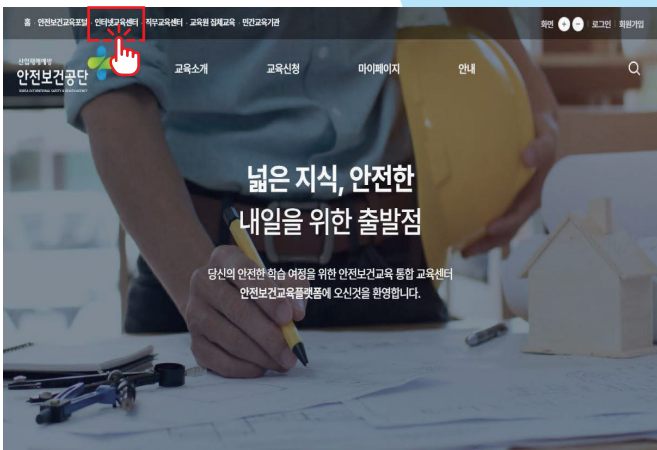 홈 · 안전보건교육포털 · 인터넷교육센터 · 직무교육센터 · 교육원 집체교육 · 민간교육기관
화면 + - 로그인 회원가입
산업재해예방
안전보건공단
교육소개 교육신청 마이페이지 안내
넓은 지식, 안전한
내일을 위한 출발점
당신의 안전한 학습 여정을 위한 안전보건교육 통합 교육센터
안전보건교육플랫폼에 오신것을 환영합니다.